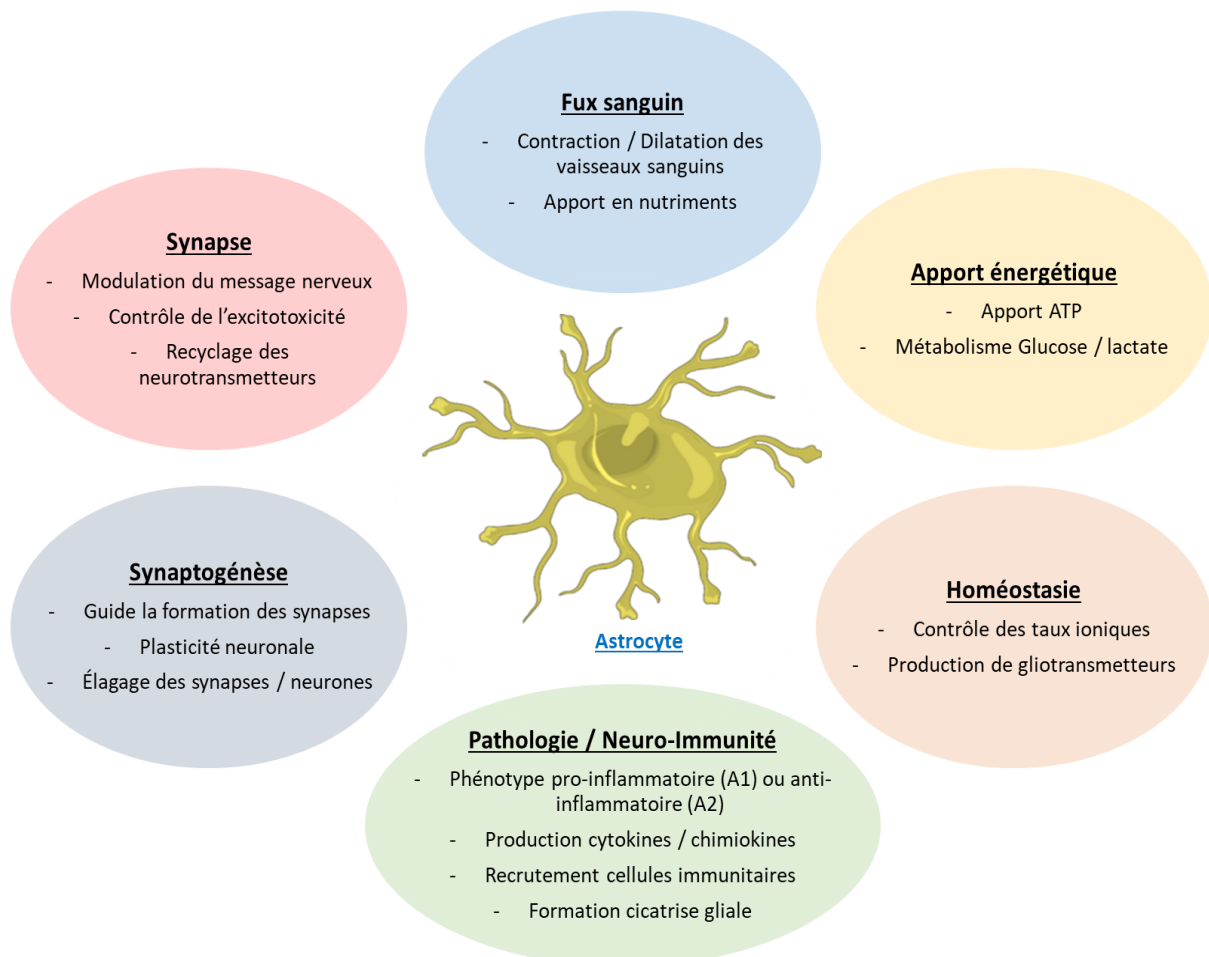 Fux sanguin
- Contraction / Dilatation des
vaisseaux sanguins
- Apport en nutriments
Synapse
- Modulation du message nerveux
- Contrôle de l’excitotoxicité
- Recyclage des
neurotransmetteurs
Apport énergétique
- Apport ATP
- Métabolisme Glucose / lactate
Synaptogénèse
- Guide la formation des synapses
- Plasticité neuronale
- Élagage des synapses / neurones
Homéostasie
- Contrôle des taux ioniques
- Production de gliotransmetteurs
Astrocyte
Pathologie / Neuro-Immunité
- Phénotype pro-inflammatoire (A1) ou anti-
inflammatoire (A2)
- Production cytokines / chimiokines
- Recrutement cellules immunitaires
- Formation cicatrise gliale